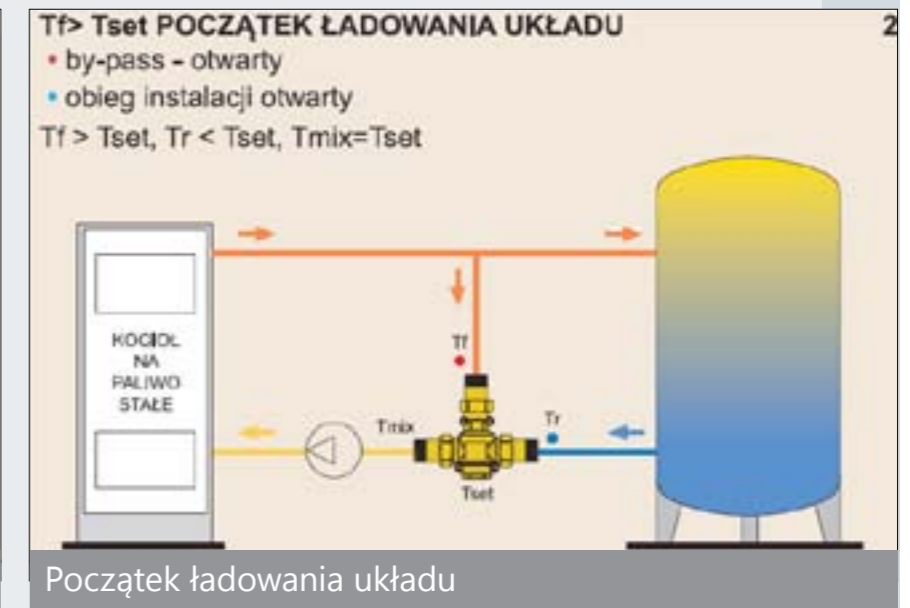 Tf> Tset POCZĄTEK ŁADOWANIA UKŁADU 2
• by-pass - otwarty
• obieg instalacji otwarty
Tf > Tset, Tr < Tset, Tmix=Tset
KOCIOŁ
NA
PALIWO
STAŁE
Tf
Tmix
Tr
Tset
Początek ładowania układu